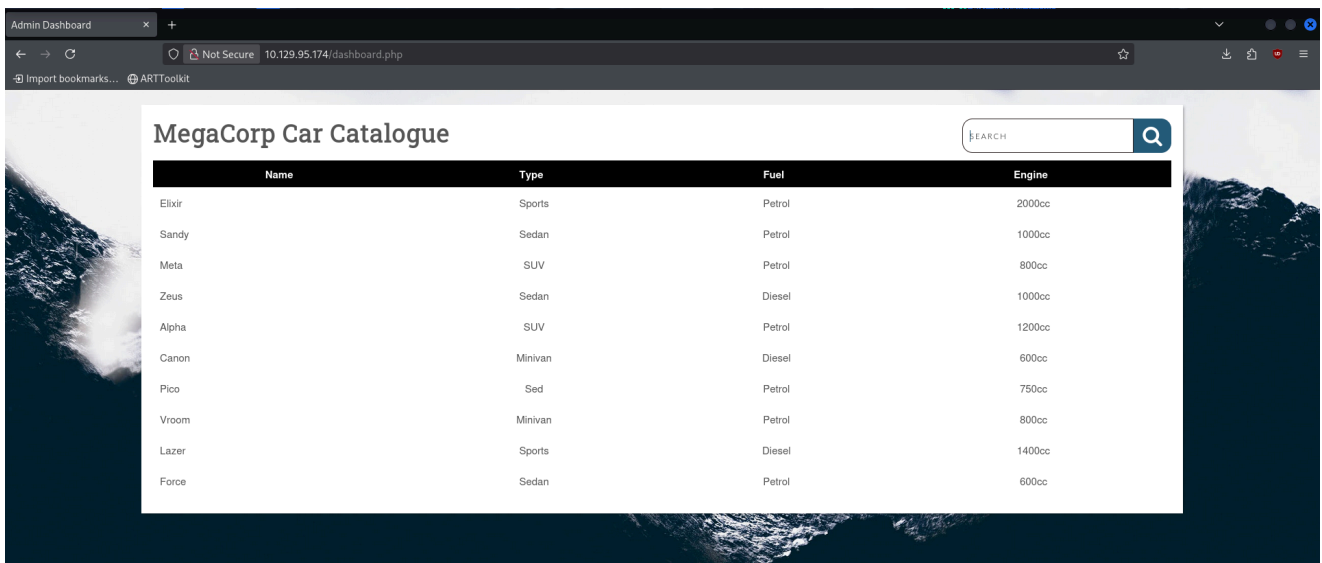 Admin Dashboard
Not Secure 10.129.95.174/dashboard.php
Import bookmarks... ARTToolkit
MegaCorp Car Catalogue
SEARCH
Name Type Fuel Engine
Elixir Sports Petrol 2000cc
Sandy Sedan Petrol 1000cc
Meta SUV Petrol 800cc
Zeus Sedan Diesel 1000cc
Alpha SUV Petrol 1200cc
Canon Minivan Diesel 600cc
Pico Sed Petrol 750cc
Vroom Minivan Petrol 800cc
Lazer Sports Diesel 1400cc
Force Sedan Petrol 600cc